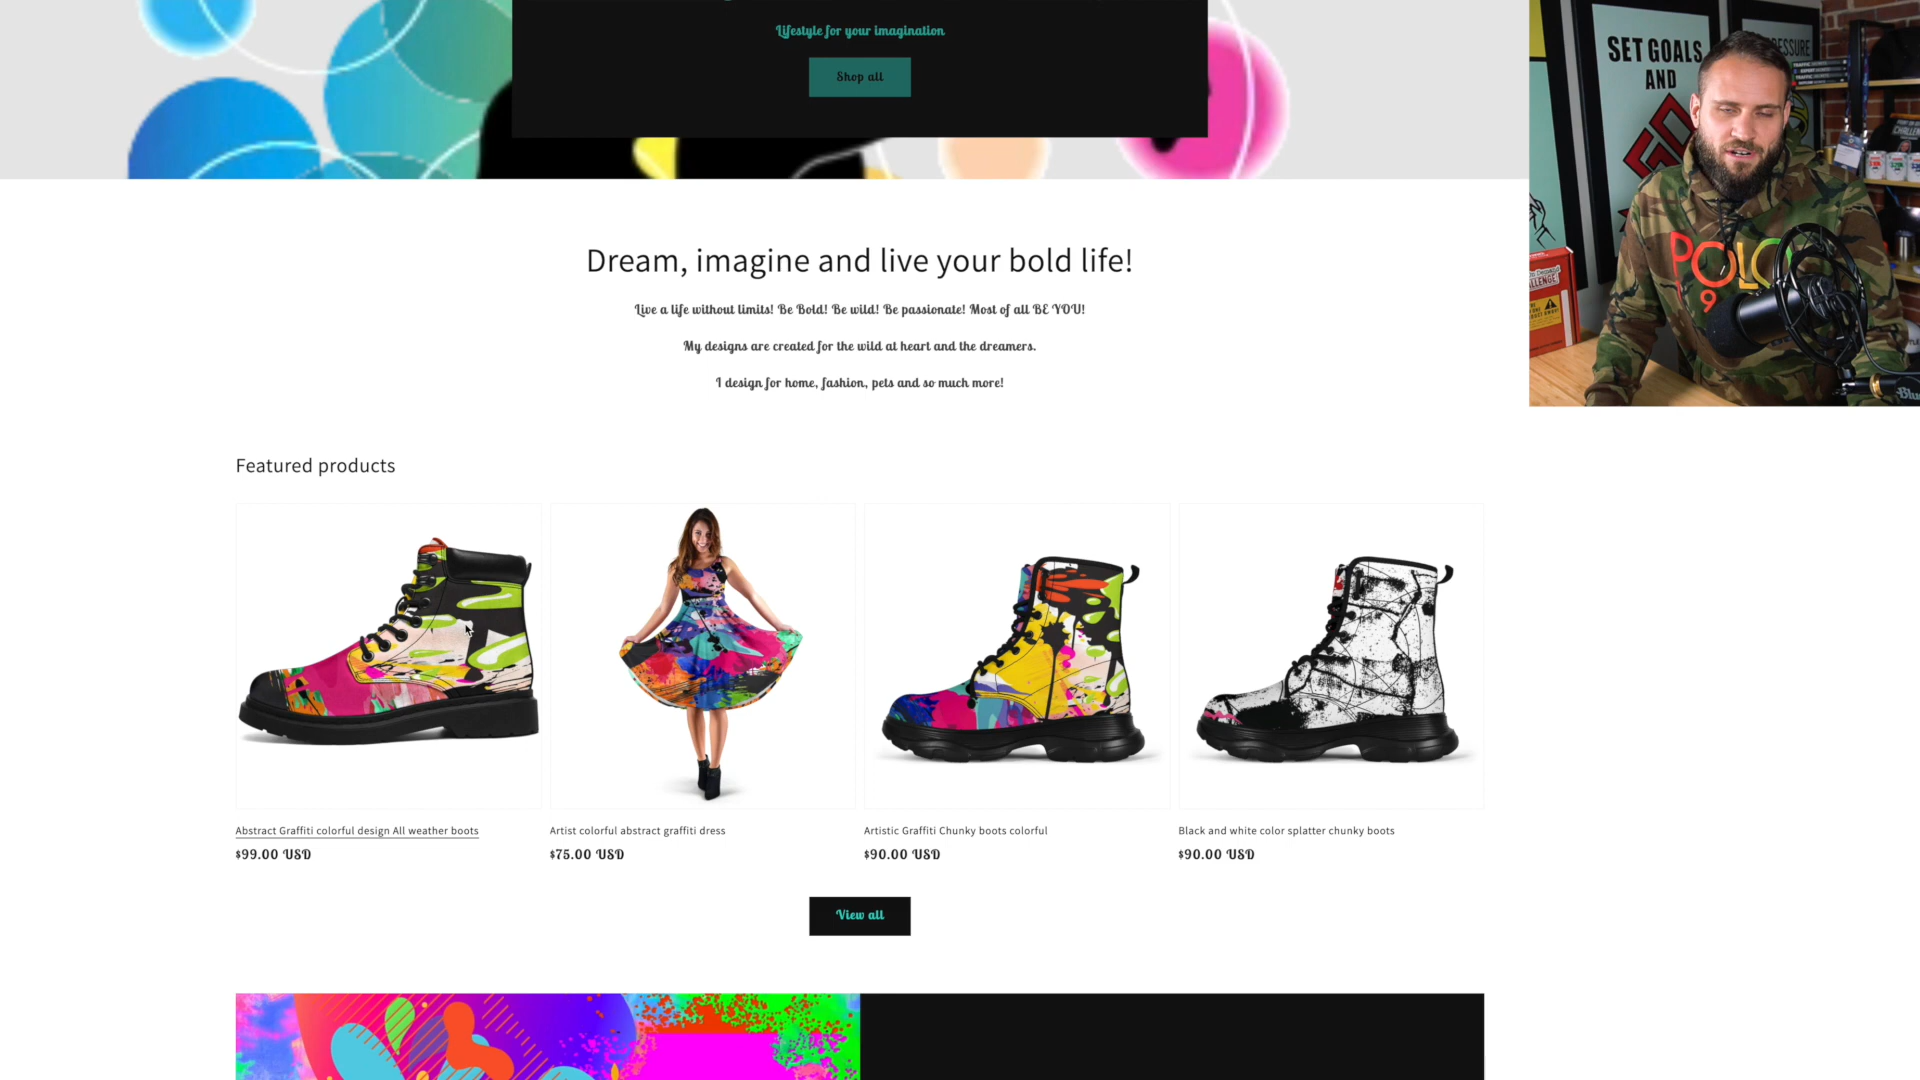 Lifestyle for your imagination
Shop all
SET GOALS
AND
PRESSURE
Dream, imagine and live your bold life!
Live a life without limits! Be Bold! Be wild! Be passionate! Most of all BE YOU!
My designs are created for the wild at heart and the dreamers.
I design for home, fashion, pets and so much more!
POLO
9
Featured products
Abstract Graffiti colorful design All weather boots
$99.00 USD
Artist colorful abstract graffiti dress
$75.00 USD
Artistic Graffiti Chunky boots colorful
$90.00 USD
Black and white color splatter chunky boots
$90.00 USD
View all